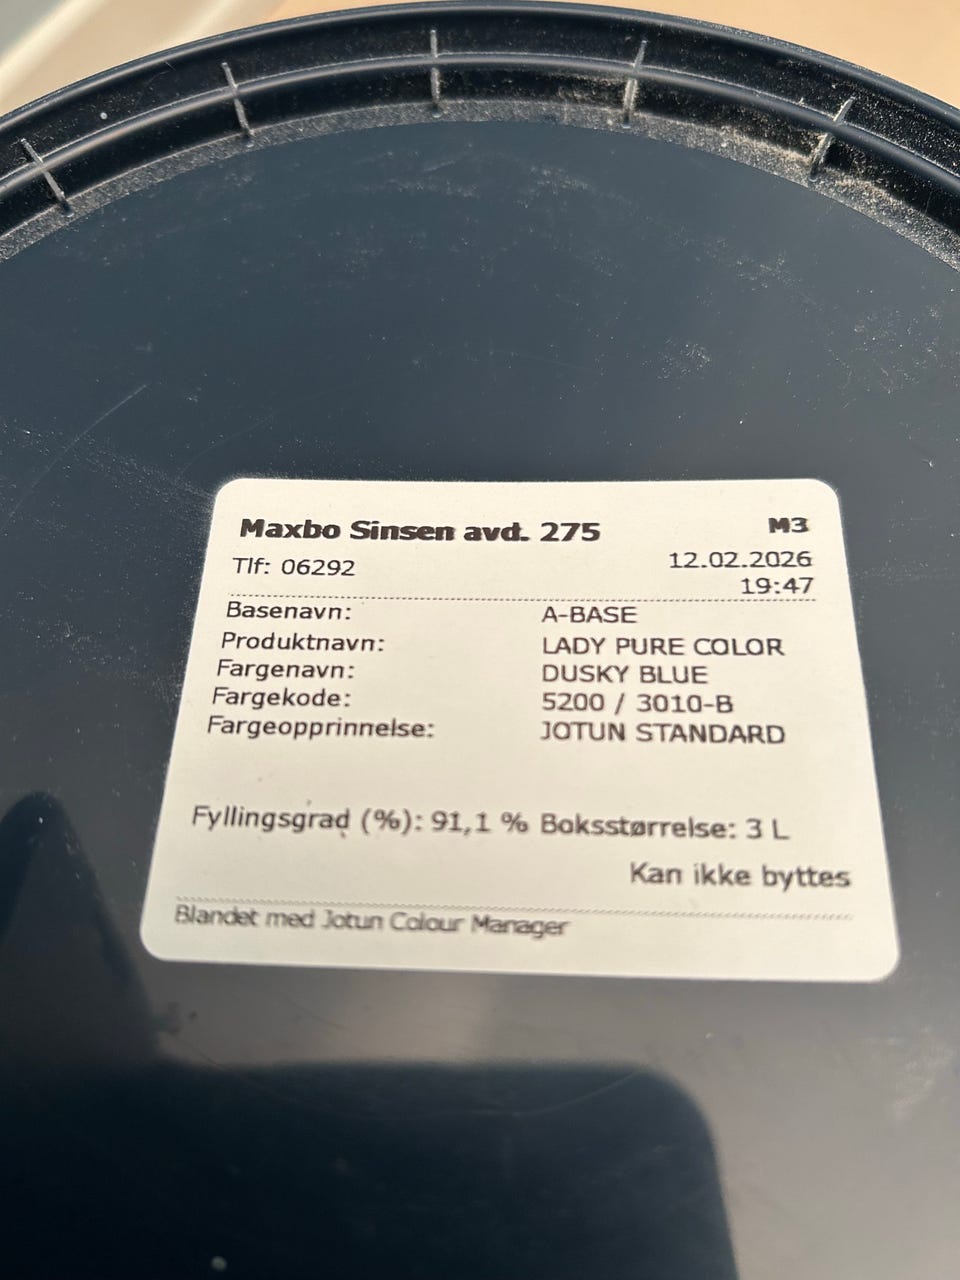 Maxbo Sinsen avd. 275 M3
Tlf: 06292 12.02.2026
19:47
Basenavn: A-BASE
Produktnavn: LADY PURE COLOR
Fargenavn: DUSKY BLUE
Fargekode: 5200 / 3010-B
Fargeopprinnelse: JOTUN STANDARD
Fyllingsgrad (%): 91,1 % Boksstørrelse: 3 L
Kan ikke byttes
Blandet med Jotun Colour Manager